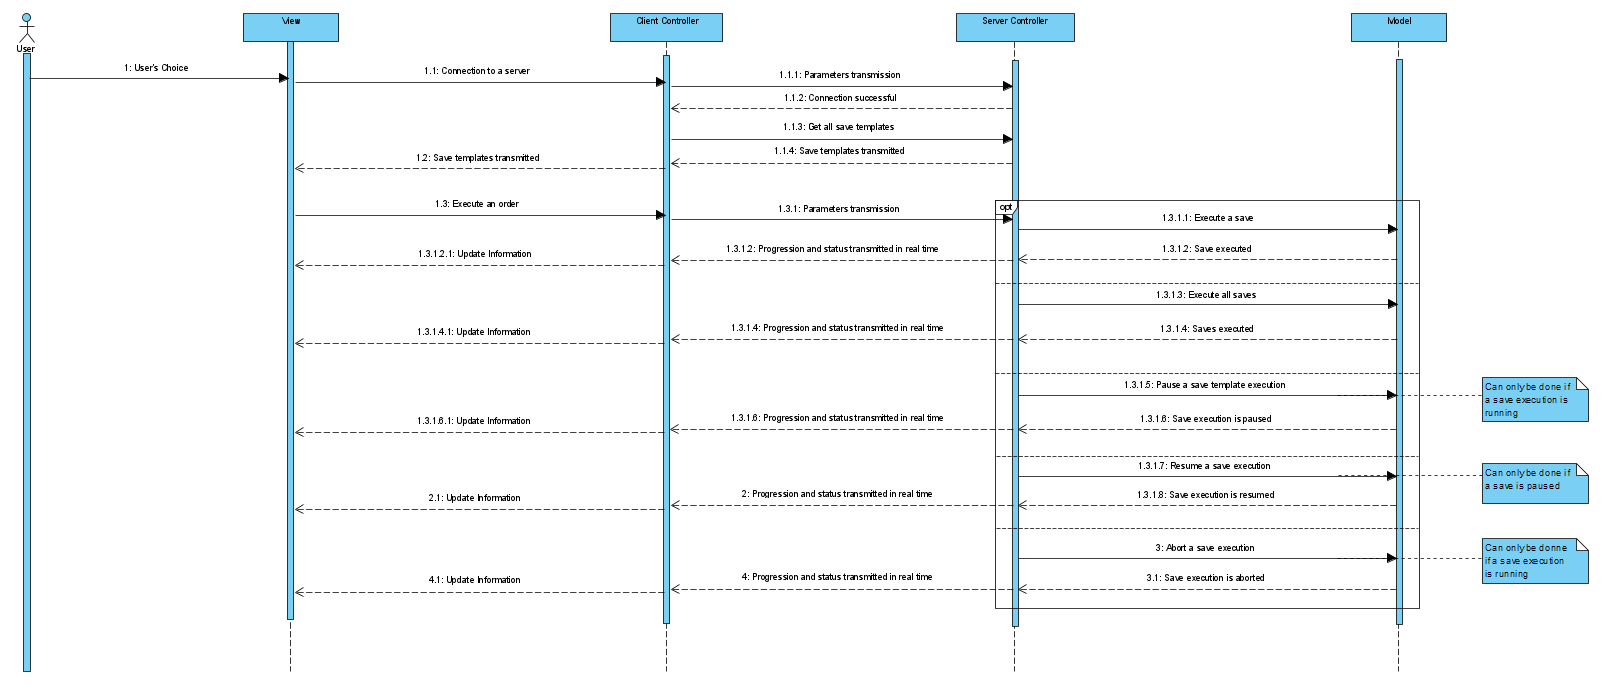 View
Client Controller
Server Controller
Model
User
1: User's Choice
1.1: Connection to a server
1.1.1: Parameters transmission
1.1.2: Connection successful
1.1.3: Get all save templates
1.1.4: Save templates transmitted
1.2: Save templates transmitted
1.3: Execute an order
1.3.1: Parameters transmission
opt
1.3.1.1: Execute a save
1.3.1.2: Save executed
1.3.1.2: Progression and status transmitted in real time
1.3.1.2.1: Update Information
1.3.1.3: Execute all saves
1.3.1.4: Saves executed
1.3.1.4: Progression and status transmitted in real time
1.3.1.4.1: Update Information
1.3.1.5: Pause a save template execution
Can only be done if
a save execution is
running
1.3.1.6: Save execution is paused
1.3.1.6: Progression and status transmitted in real time
1.3.1.6.1: Update Information
1.3.1.7: Resume a save execution
Can only be done if
a save is paused
1.3.1.8: Save execution is resumed
2: Progression and status transmitted in real time
2.1: Update Information
3: Abort a save execution
Can only be donne
if a save execution
is running
3.1: Save execution is aborted
4: Progression and status transmitted in real time
4.1: Update Information